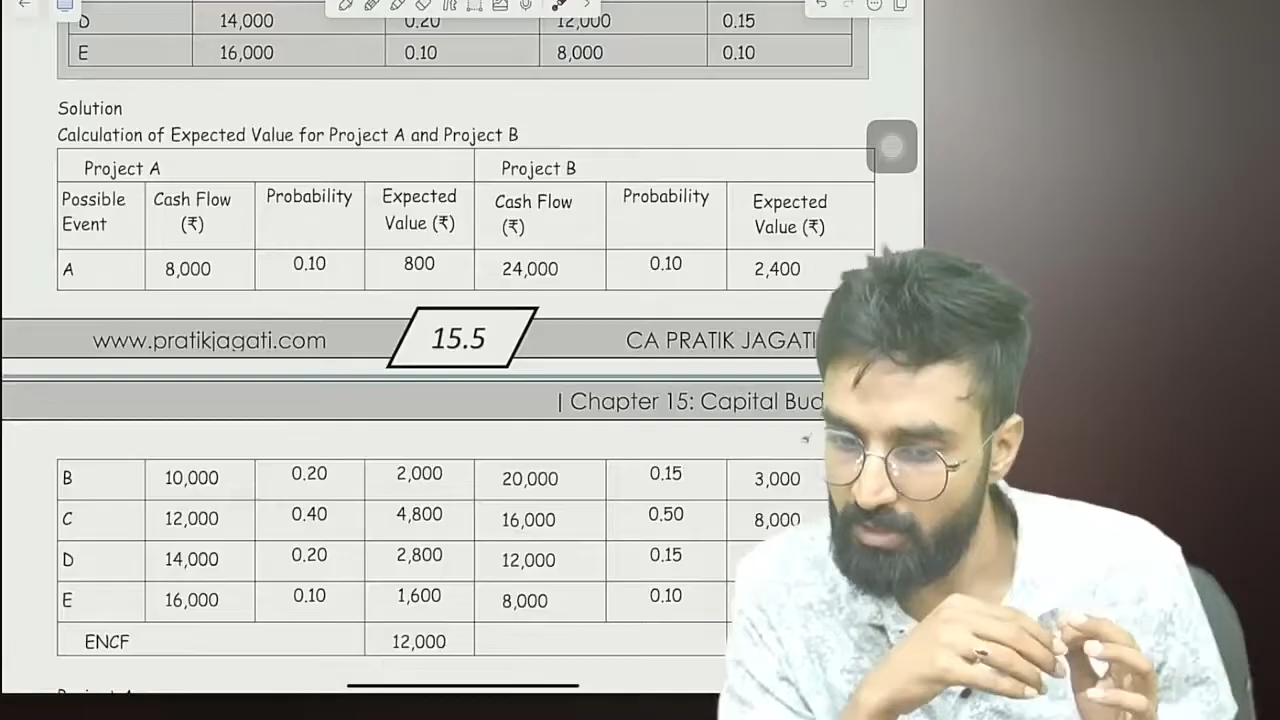 D 14,000 0.20 12,000 0.15
E 16,000 0.10 8,000 0.10
Solution
Calculation of Expected Value for Project A and Project B
Project A Project B
Possible Event Cash Flow (₹) Probability Expected Value (₹) Cash Flow (₹) Probability Expected Value (₹)
A 8,000 0.10 800 24,000 0.10 2,400
www.pratikjagati.com 15.5 CA PRATIK JAGATI
| Chapter 15: Capital Bud
B 10,000 0.20 2,000 20,000 0.15 3,000
C 12,000 0.40 4,800 16,000 0.50 8,000
D 14,000 0.20 2,800 12,000 0.15
E 16,000 0.10 1,600 8,000 0.10
ENCF 12,000